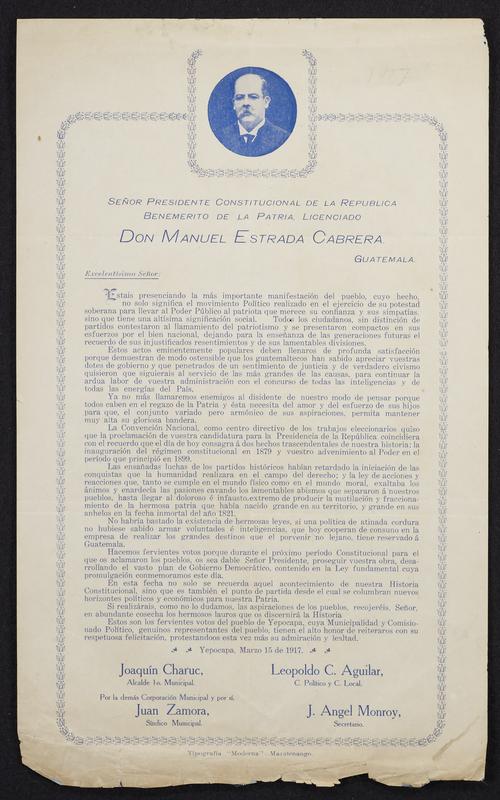 SEÑOR PRESIDENTE CONSTITUCIONAL DE LA REPUBLICA
BENEMERITO DE LA PATRIA, LICENCIADO
DON MANUEL ESTRADA CABRERA.
GUATEMALA.
Excelentísimo Señor:
Estais presenciando la más importante manifestación del pueblo, cuyo hecho,
no solo significa el movimiento Político realizado en el ejercicio de su potestad
soberana para llevar al Poder Público al patriota que merece su confianza y sus simpatías,
sino que tiene una altísima significación social. Todos los ciudadanos, sin distinción de
partidos contestaron al llamamiento del patriotismo y se presentaron compactos en sus
esfuerzos por el bien nacional, dejando para la enseñanza de las generaciones futuras el
recuerdo de sus injustificados resentimientos y de sus lamentables divisiones.
Estos actos eminentemente populares deben llenaros de profunda satisfacción
porque demuestran de modo ostensible que los guatemaltecos han sabido apreciar vuestras
dotes de gobierno y que penetrados de un sentimiento de justicia y de verdadero civismo
quisieron que siguieráis al servicio de la más grandes de las causas, para continuar la
ardua labor de vuestra administración con el concurso de todas las inteligencias y de
todas las energías del País.
Ya no más llamaremos enemigos al disidente de nuestro modo de pensar porque
todos caben en el regazo de la Patria y ésta necesita del amor y del esfuerzo de sus hijos
para que, el conjunto variado pero armónico de sus aspiraciones, permita mantener
muy alta su gloriosa bandera.
La Convención Nacional, como centro directivo de los trabajos eleccionarios quiso
que la proclamación de vuestra candidatura para la Presidencia de la República coincidiera
con el recuerdo que el día de hoy consagra á dos hechos trascendentales de nuestra historia: la
inauguración del régimen constitucional en 1879 y vuestro advenimiento al Poder en el
período que principió en 1899.
Las enseñadas luchas de los partidos históricos habían retardado la iniciación de las
conquistas que la humanidad realizara en el campo del derecho; y la ley de acciones y
reacciones que, tanto se cumple en el mundo físico como en el mundo moral, exaltaba los
ánimos y enardecía las pasiones cavando los lamentables abismos que separaron á nuestros
pueblos, hasta llegar al doloroso é infausto extremo de producir la mutilación y fracciona-
miento de la hermosa patria que había nacido grande en su territorio, y grande en sus
anhelos en la fecha inmortal del año 1821.
No habría bastado la existencia de hermosas leyes, si una política de atinada cordura
no hubiese sabido armar voluntades é inteligencias, que hoy cooperan de consuno en la
empresa de realizar los grandes destinos que el porvenir no lejano, tiene reservado á
Guatemala.
Hacemos fervientes votos porque durante el próximo período Constitucional para el
que os aclamaron los pueblos, os sea dable Señor Presidente, proseguir vuestra obra, desa-
rrollando el vasto plan de Gobierno Democrático, contenido en la Ley fundamental cuya
promulgación conmemoramos este día.
En esta fecha no solo se recuerda aquel acontecimiento de nuestra Historia
Constitucional, sino que es también el punto de partida desde el cual se columbran nuevos
horizontes políticos y económicos para nuestra Patria.
Si realizaráis, como no lo dudamos, las aspiraciones de los pueblos, recojeréis, Señor,
en abundante cosecha los hermosos lauros que os discernirá la Historia.
Estos son los fervientes votos del pueblo de Yepocapa, cuya Municipalidad y Comisio-
nado Político, genuinos representantes del pueblo, tienen el alto honor de reiteraros con su
respetuosa felicitación, protestandoos esta vez más su admiración y lealtad.
Yepocapa, Marzo 15 de 1917.
Joaquín Charuc,
Alcalde 1o. Municipal.
Leopoldo C. Aguilar,
C. Político y C. Local.
Por la demás Corporación Municipal y por sí.
Juan Zamora,
Síndico Municipal.
J. Angel Monroy,
Secretario.
Tipografía "Moderna" Mazatenango.